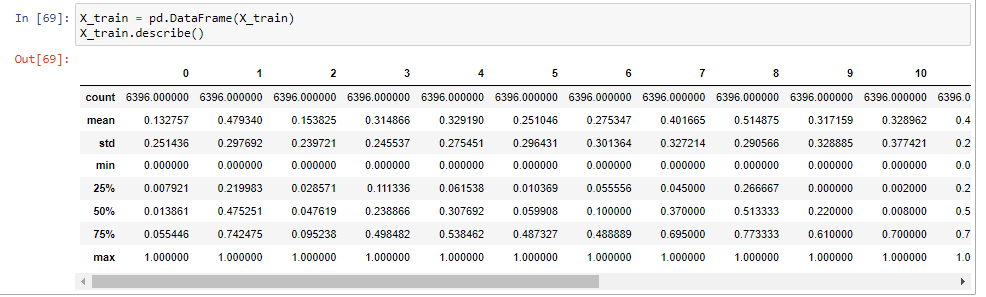 In [69]: X_train = pd.DataFrame(X_train)
X_train.describe()
Out[69]:
0 1 2 3 4 5 6 7 8 9 10
count 6396.000000 6396.000000 6396.000000 6396.000000 6396.000000 6396.000000 6396.000000 6396.000000 6396.000000 6396.000000 6396.000000 6396.0
mean 0.132757 0.479340 0.153825 0.314866 0.329190 0.251046 0.275347 0.401665 0.514875 0.317159 0.328962 0.4
std 0.251436 0.297692 0.239721 0.245537 0.275451 0.296431 0.301364 0.327214 0.290566 0.328885 0.377421 0.2
min 0.000000 0.000000 0.000000 0.000000 0.000000 0.000000 0.000000 0.000000 0.000000 0.000000 0.000000 0.0
25% 0.007921 0.219983 0.028571 0.111336 0.061538 0.010369 0.055556 0.045000 0.266667 0.000000 0.002000 0.2
50% 0.013861 0.475251 0.047619 0.238866 0.307692 0.059908 0.100000 0.370000 0.513333 0.220000 0.008000 0.5
75% 0.055446 0.742475 0.095238 0.498482 0.538462 0.487327 0.488889 0.695000 0.773333 0.610000 0.700000 0.7
max 1.000000 1.000000 1.000000 1.000000 1.000000 1.000000 1.000000 1.000000 1.000000 1.000000 1.000000 1.0